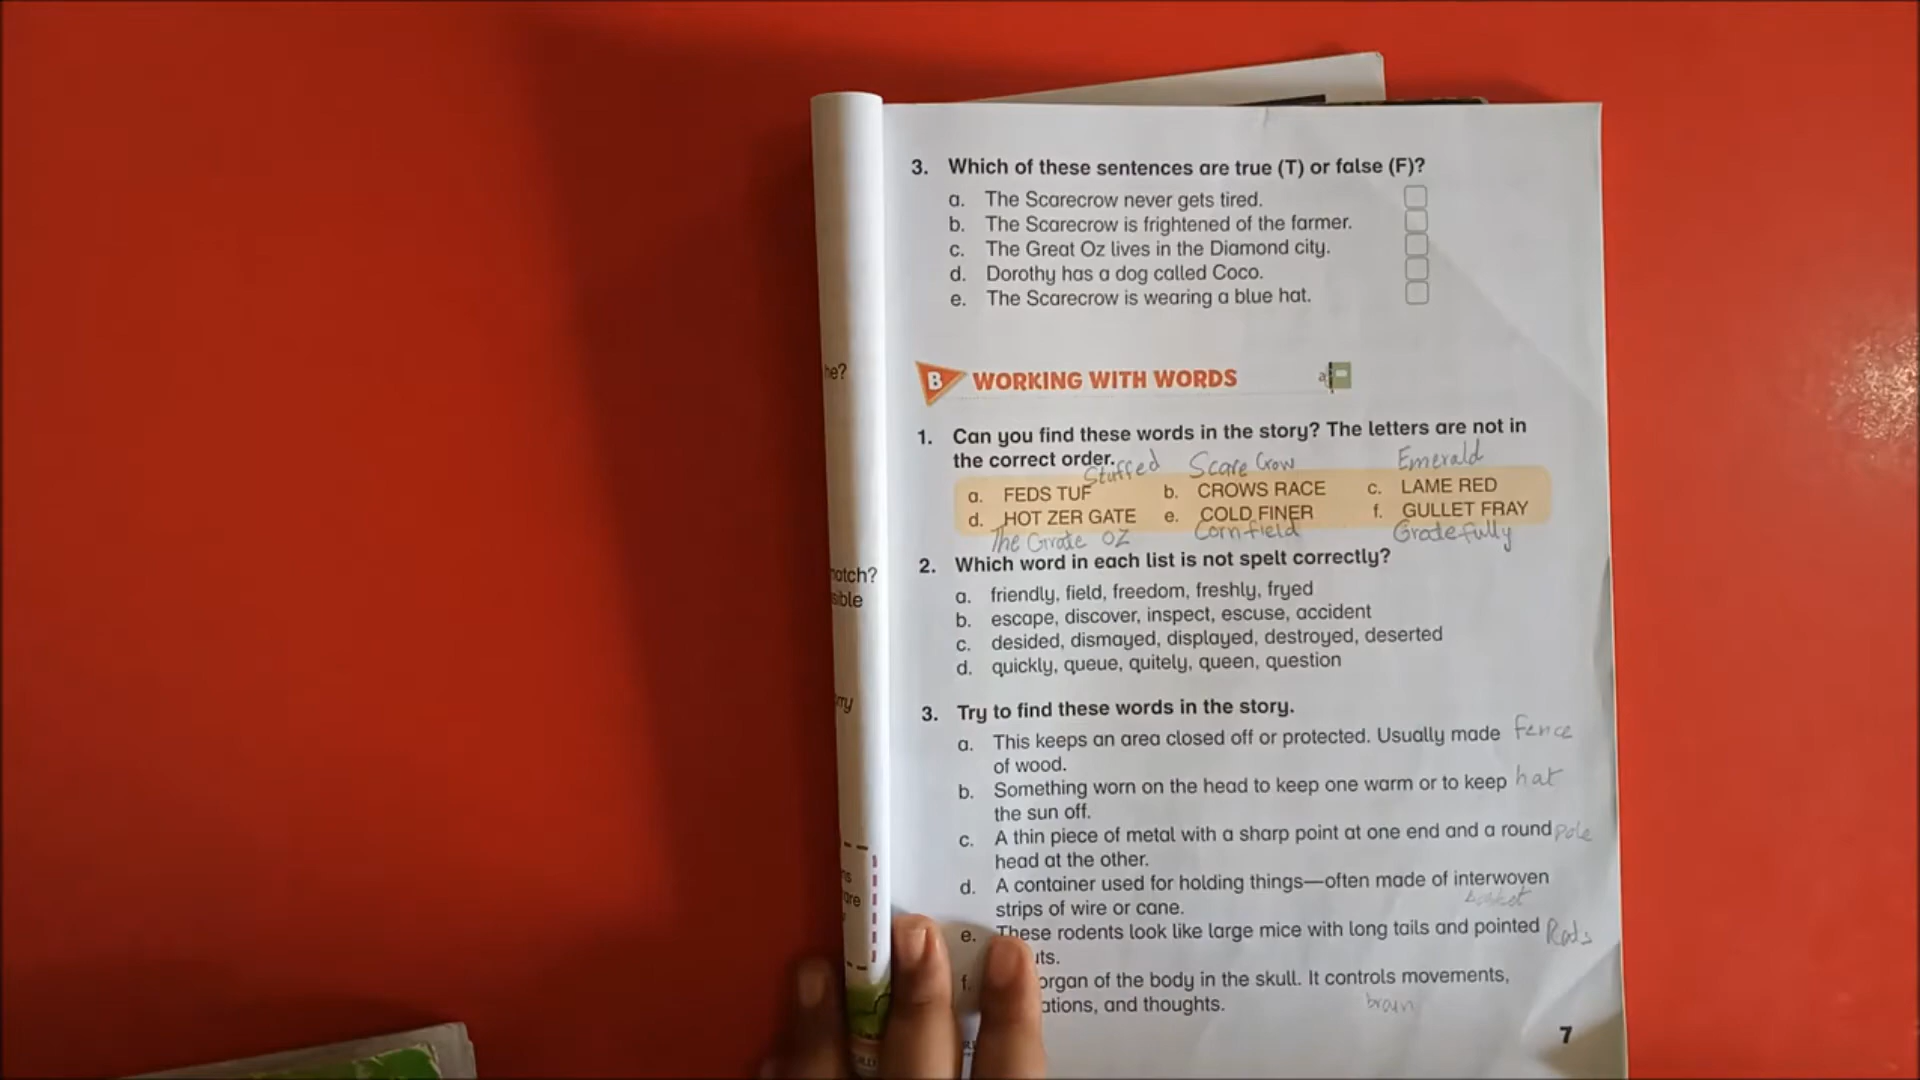 3. Which of these sentences are true (T) or false (F)?
a. The Scarecrow never gets tired.
b. The Scarecrow is frightened of the farmer.
c. The Great Oz lives in the Diamond city.
d. Dorothy has a dog called Coco.
e. The Scarecrow is wearing a blue hat.
he?
B WORKING WITH WORDS
1. Can you find these words in the story? The letters are not in
the correct order.
Stuffed Scare Crow Emerald
a. FEDS TUF b. CROWS RACE c. LAME RED
d. HOT ZER GATE e. COLD FINER f. GULLET FRAY
The Grate OZ Cornfield Gradefully
2. Which word in each list is not spelt correctly?
a. friendly, field, freedom, freshly, fryed
b. escape, discover, inspect, escuse, accident
c. desided, dismayed, displayed, destroyed, deserted
d. quickly, queue, quitely, queen, question
3. Try to find these words in the story.
a. This keeps an area closed off or protected. Usually made fence
of wood.
b. Something worn on the head to keep one warm or to keep hat
the sun off.
c. A thin piece of metal with a sharp point at one end and a round pole
head at the other.
d. A container used for holding things—often made of interwoven
strips of wire or cane. basket
e. These rodents look like large mice with long tails and pointed
f. organ of the body in the skull. It controls movements,
and thoughts. brain
7